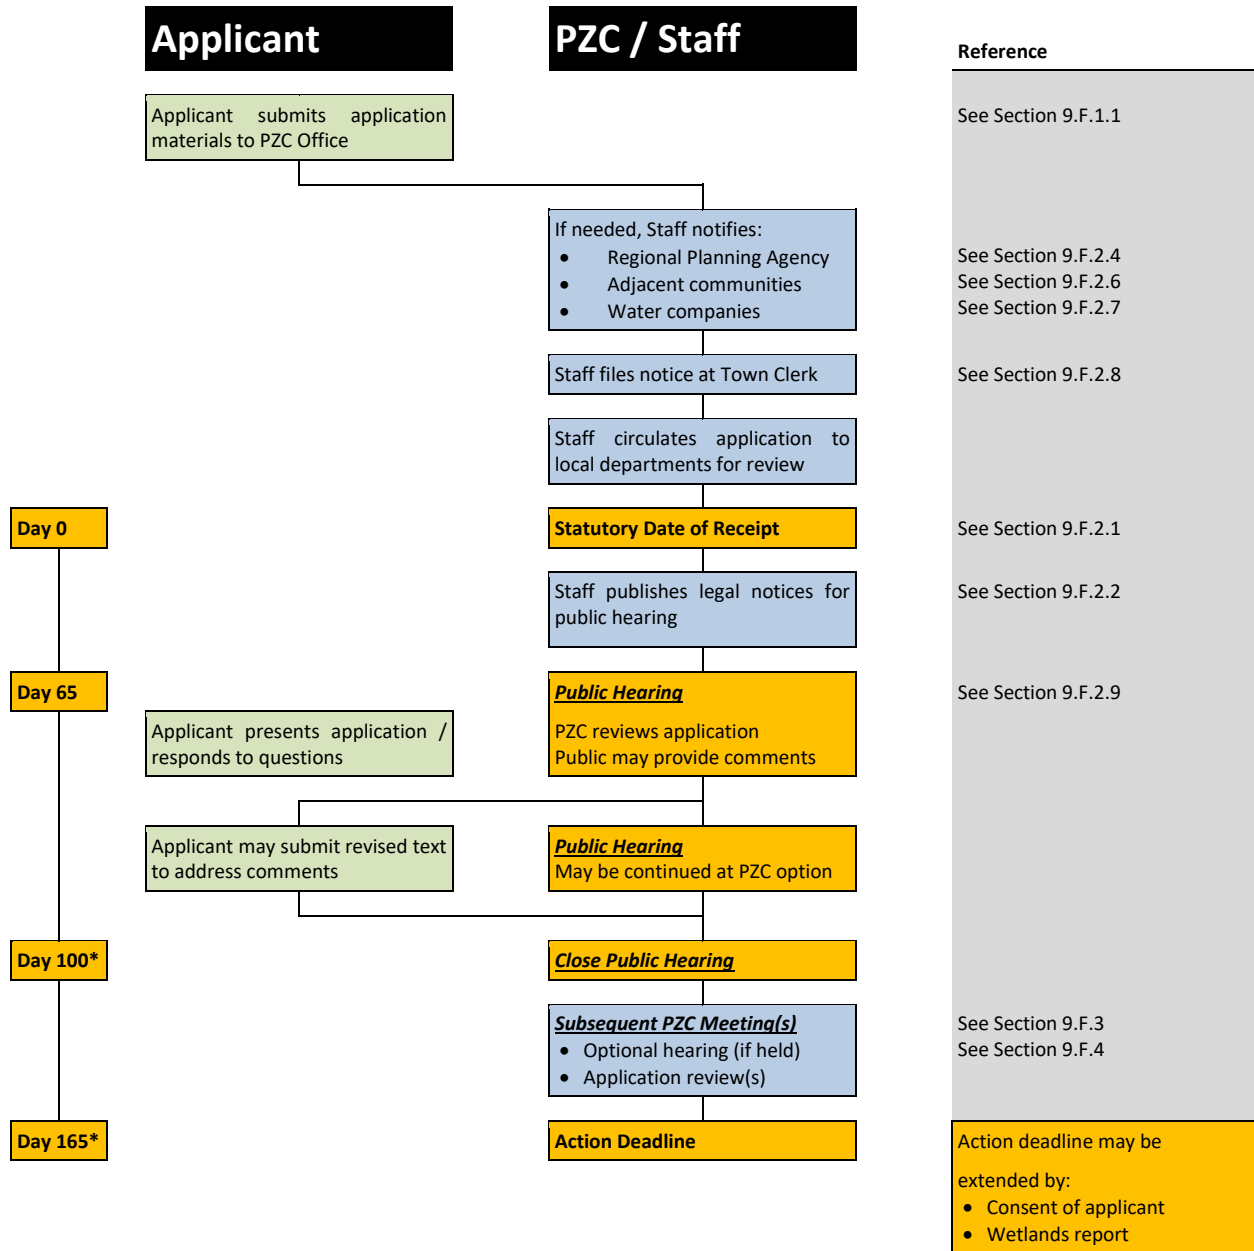 Applicant
PZC / Staff
Reference
Applicant submits application
materials to PZC Office
See Section 9.F.1.1
If needed, Staff notifies:
• Regional Planning Agency
• Adjacent communities
• Water companies
See Section 9.F.2.4
See Section 9.F.2.6
See Section 9.F.2.7
Staff files notice at Town Clerk
See Section 9.F.2.8
Staff circulates application to
local departments for review
Day 0
Statutory Date of Receipt
See Section 9.F.2.1
Staff publishes legal notices for
public hearing
See Section 9.F.2.2
Day 65
Public Hearing
See Section 9.F.2.9
Applicant presents application /
responds to questions
PZC reviews application
Public may provide comments
Applicant may submit revised text
to address comments
Public Hearing
May be continued at PZC option
Day 100*
Close Public Hearing
Subsequent PZC Meeting(s)
• Optional hearing (if held)
• Application review(s)
See Section 9.F.3
See Section 9.F.4
Day 165*
Action Deadline
Action deadline may be
extended by:
• Consent of applicant
• Wetlands report